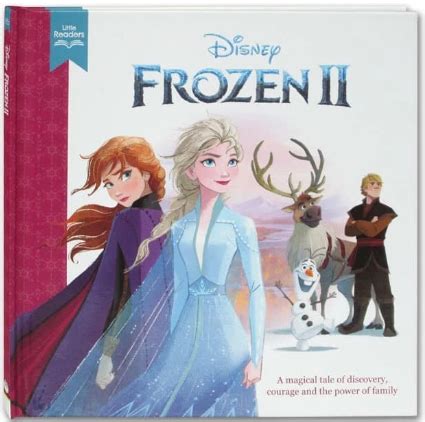 Little
Readers
Disney
FROZEN II
A magical tale of discovery,
courage and the power of family